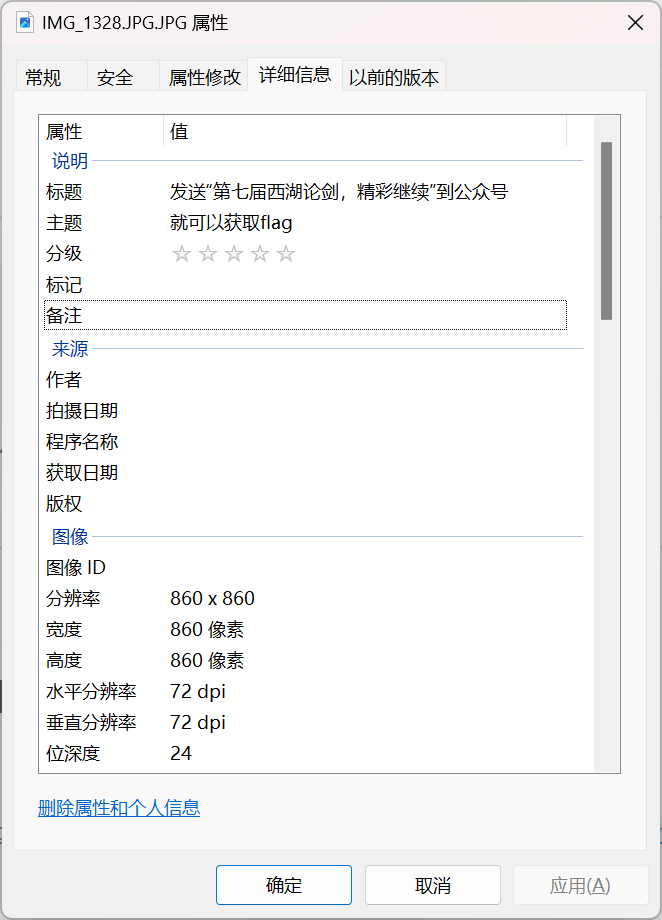 IMG_1328.JPG.JPG 属性
常规 安全 属性修改 详细信息 以前的版本
属性 值
说明
标题 发送“第七届西湖论剑，精彩继续”到公众号
主题 就可以获取flag
分级 ☆ ☆ ☆ ☆ ☆
标记
备注
来源
作者
拍摄日期
程序名称
获取日期
版权
图像
图像 ID
分辨率 860 x 860
宽度 860 像素
高度 860 像素
水平分辨率 72 dpi
垂直分辨率 72 dpi
位深度 24
删除属性和个人信息
确定 取消 应用(A)